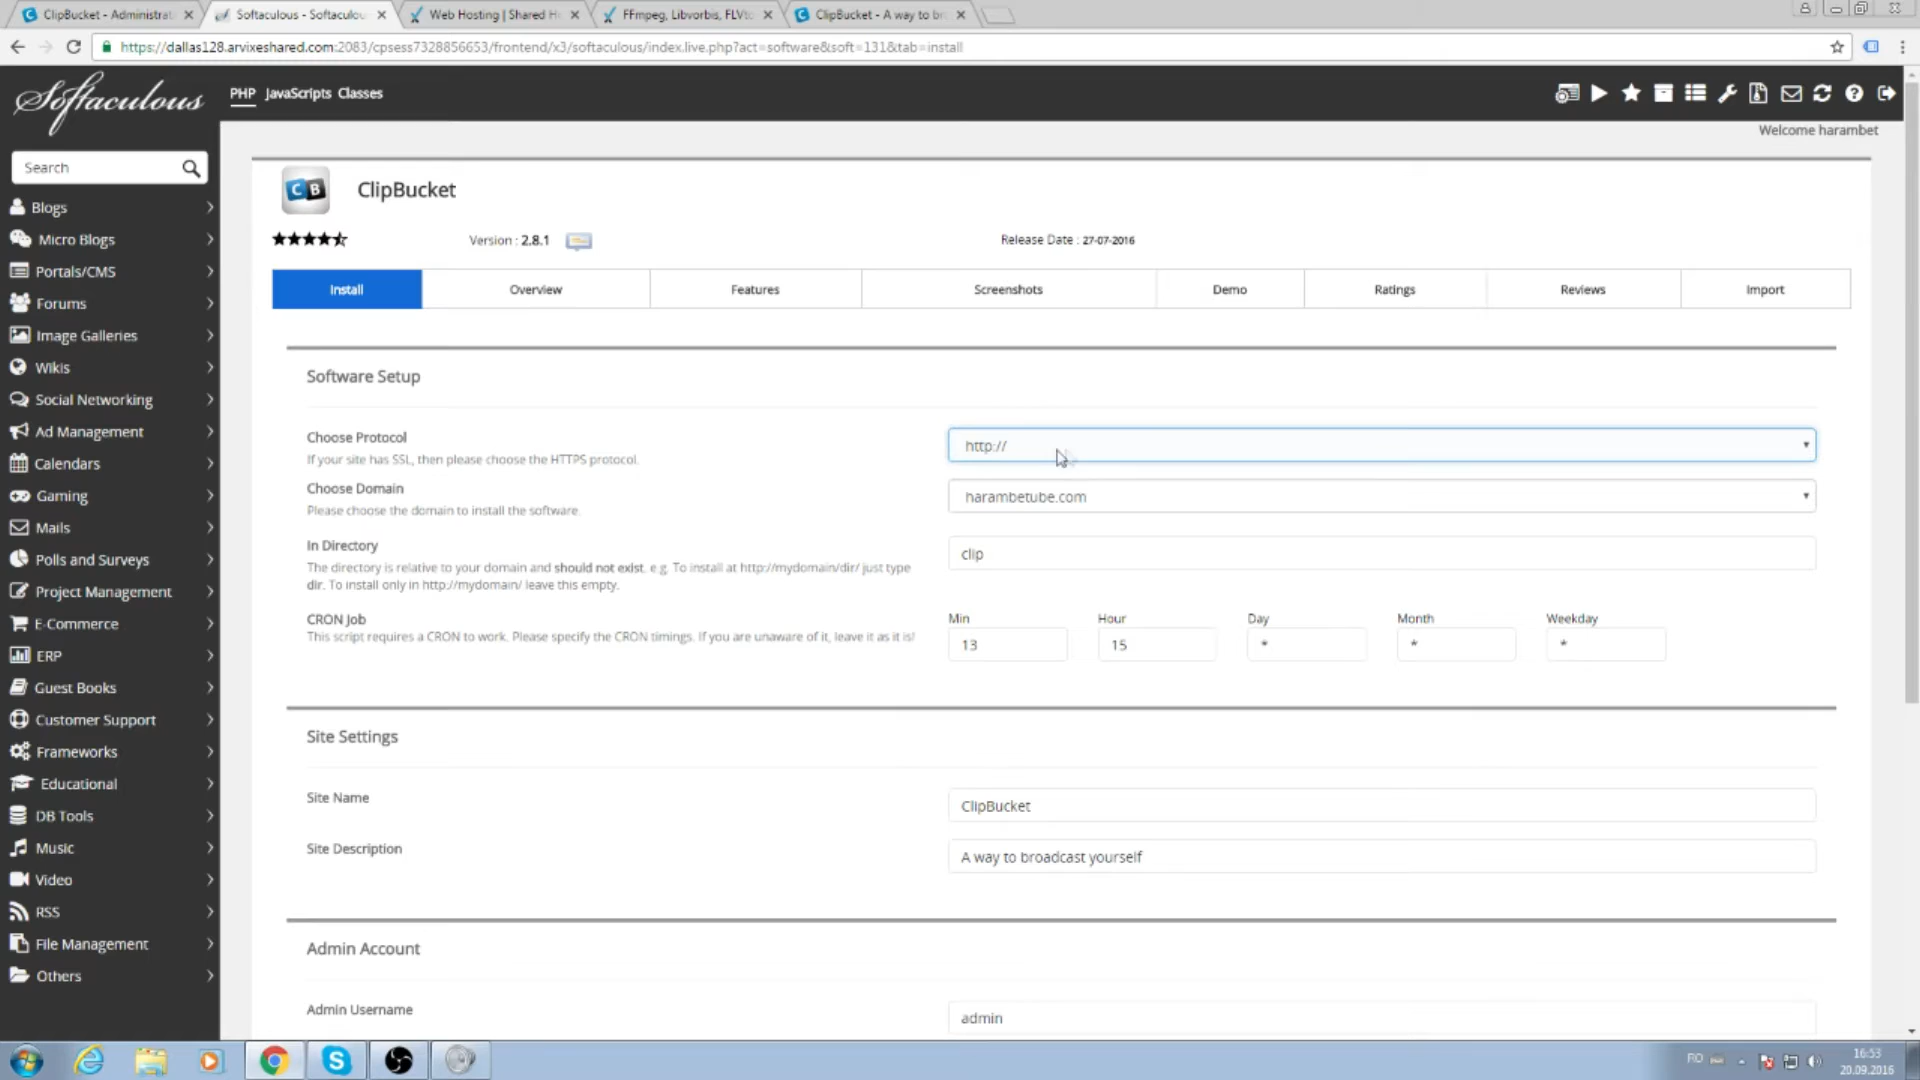 ClipBucket - Administrat
Softaculous - Softaculou
Web Hosting | Shared H
FFmpeg, Libvorbis, FLVto
ClipBucket - A way to br
https://dallas128.arvixeshared.com:2083/cpsess7328856653/frontend/x3/softaculous/index.live.php?act=software&soft=131&tab=install
Softaculous
PHP JavaScripts Classes
Welcome harambet
Search
Blogs
Micro Blogs
Portals/CMS
Forums
Image Galleries
Wikis
Social Networking
Ad Management
Calendars
Gaming
Mails
Polls and Surveys
Project Management
E-Commerce
ERP
Guest Books
Customer Support
Frameworks
Educational
DB Tools
Music
Video
RSS
File Management
Others
CB ClipBucket
Version : 2.8.1
Release Date : 27-07-2016
Install Overview Features Screenshots Demo Ratings Reviews Import
Software Setup
Choose Protocol
If your site has SSL, then please choose the HTTPS protocol.
http://
Choose Domain
Please choose the domain to install the software.
harambetube.com
In Directory
The directory is relative to your domain and should not exist. e.g. To install at http://mydomain/dir/ just type
dir. To install only in http://mydomain/ leave this empty.
clip
CRON Job
This script requires a CRON to work. Please specify the CRON timings. If you are unaware of it, leave it as it is!
Min Hour Day Month Weekday
13 15 * * *
Site Settings
Site Name
ClipBucket
Site Description
A way to broadcast yourself
Admin Account
Admin Username
admin
RO
16:53
20.09.2016